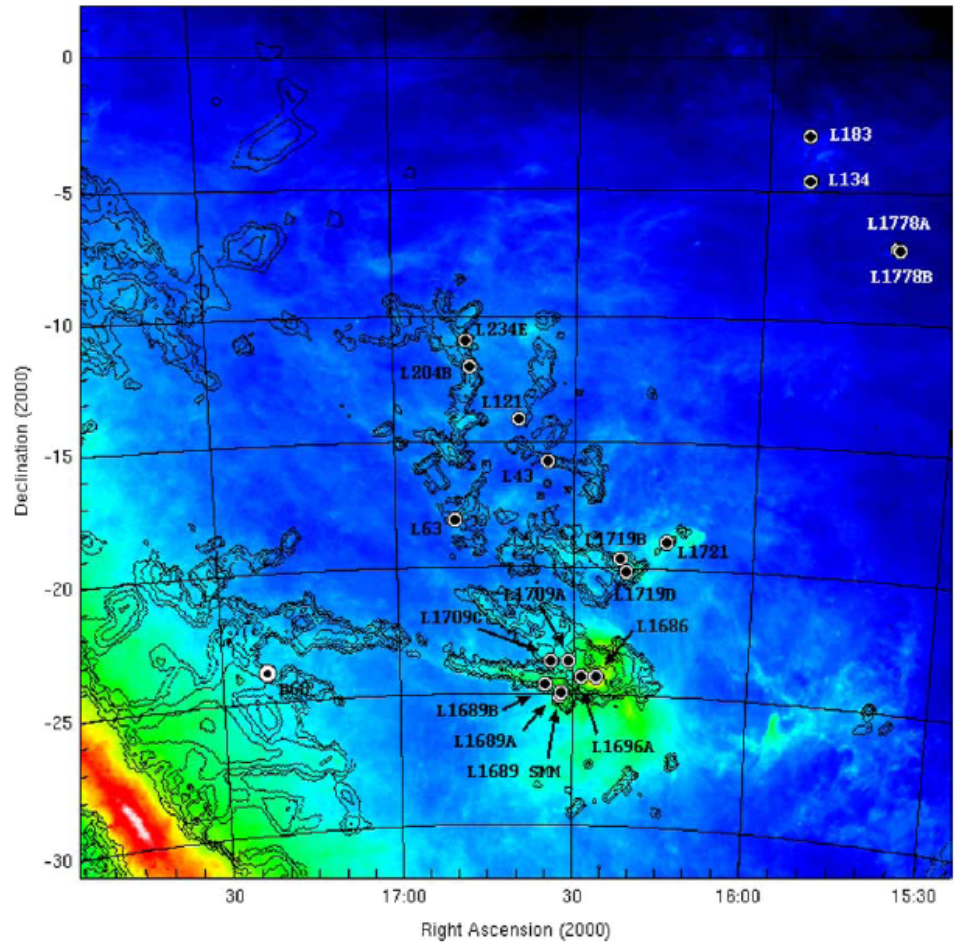 0
L183
-5
L134
L1778A
L1778B
-10
L234E
L204B
L121
-15
L43
L63
L1719B
L1721
-20
L1709A
L1719D
L1709C
L1686
B68
-25
L1689B
L1689A
L1696A
L1689 SMM
-30
30
17:00
30
16:00
15:30
Declination (2000)
Right Ascension (2000)